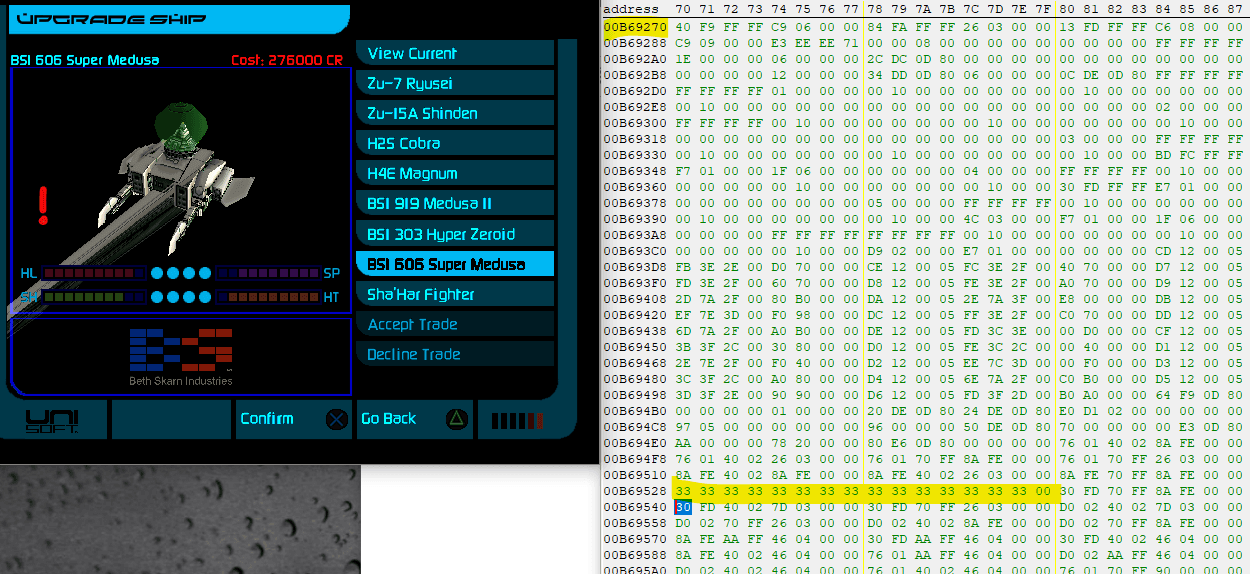 UPGRADE SHIP
BSI 606 Super Medusa Cost: 276000 CR
View Current
Zu-7 Ryusei
Zu-15A Shinden
H2S Cobra
H4E Magnum
BSI 919 Medusa II
BSI 303 Hyper Zeroid
BSI 606 Super Medusa
Sha'Har Fighter
Accept Trade
Decline Trade
!
HL SP
SH HT
Beth Skarn Industries
UNI
SOFT.
Confirm
Go Back
address 70 71 72 73 74 75 76 77 78 79 7A 7B 7C 7D 7E 7F 80 81 82 83 84 85 86 87
00B69270 40 F9 FF FF C9 06 00 00 84 FA FF FF 26 03 00 00 13 FD FF FF C6 08 00 00
00B69288 C9 09 00 00 E3 EE EE 71 00 00 08 00 00 00 00 00 00 00 00 00 FF FF FF FF
00B692A0 1E 00 00 00 06 00 00 00 2C DC 0D 80 00 00 00 00 00 00 00 00 00 00 00 00
00B692B8 00 00 00 00 12 00 00 00 34 DD 0D 80 06 00 00 00 0C DE 0D 80 FF FF FF FF
00B692D0 FF FF FF FF 01 00 00 00 00 10 00 00 00 00 00 00 00 10 00 00 00 00 00 00
00B692E8 00 10 00 00 00 00 00 00 00 00 00 00 00 00 00 00 00 00 00 00 02 00 00 00
00B69300 FF FF FF FF 00 10 00 00 00 00 00 00 00 10 00 00 00 00 00 00 00 10 00 00
00B69318 00 00 00 00 00 00 00 00 00 00 00 00 00 00 00 00 03 00 00 00 FF FF FF FF
00B69330 00 10 00 00 00 00 00 00 00 10 00 00 00 00 00 00 00 10 00 00 BD FC FF FF
00B69348 F7 01 00 00 1F 06 00 00 00 00 00 00 04 00 00 00 FF FF FF FF 00 10 00 00
00B69360 00 00 00 00 00 10 00 00 00 00 00 00 00 10 00 00 30 FD FF FF E7 01 00 00
00B69378 00 00 00 00 00 00 00 00 05 00 00 00 FF FF FF FF 00 10 00 00 00 00 00 00
00B69390 00 10 00 00 00 00 00 00 00 00 00 00 4C 03 00 00 F7 01 00 00 1F 06 00 00
00B693A8 00 00 00 00 FF FF FF FF FF FF FF FF 00 10 00 00 00 00 00 00 00 00 00 00
00B693C0 00 00 00 00 00 10 00 00 D9 02 00 00 E7 01 00 00 00 00 00 00 CD 12 00 05
00B693D8 FB 3E 2E 00 D0 70 00 00 CE 12 00 05 FC 3E 2F 00 40 70 00 00 D7 12 00 05
00B693F0 FD 3E 2F 00 60 70 00 00 D8 12 00 05 FE 3E 2F 00 A0 70 00 00 D9 12 00 05
00B69408 2D 7A 2F 00 80 B0 00 00 DA 12 00 05 2E 7A 3F 00 E8 00 00 00 DB 12 00 05
00B69420 EF 7E 3D 00 F0 98 00 00 DC 12 00 05 FF 3E 2F 00 C0 70 00 00 DD 12 00 05
00B69438 6D 7A 2F 00 A0 B0 00 00 DE 12 00 05 FD 3C 3E 00 00 D0 00 00 CF 12 00 05
00B69450 3B 3F 2C 00 30 80 00 00 D0 12 00 05 FE 3C 2C 00 00 40 00 00 D1 12 00 05
00B69468 2E 7E 2F 00 F0 40 00 00 D2 12 00 05 EE 7C 3D 00 00 F0 00 00 D3 12 00 05
00B69480 3C 3F 2C 00 A0 80 00 00 D4 12 00 05 6E 7A 2F 00 C0 B0 00 00 D5 12 00 05
00B69498 3D 3F 2E 00 90 90 00 00 D6 12 00 05 FD 3F 2D 00 B0 A0 00 00 64 F9 0D 80
00B694B0 00 00 00 00 01 00 00 00 20 DE 0D 80 24 DE 0D 80 E0 D1 02 00 00 00 00 00
00B694C8 97 05 00 00 00 00 00 00 96 00 00 00 50 DE 0D 80 70 00 00 00 00 E3 0D 80
00B694E0 AA 00 00 00 78 20 00 00 80 E6 0D 80 00 00 00 00 76 01 40 02 8A FE 00 00
00B694F8 76 01 40 02 26 03 00 00 76 01 70 FF 8A FE 00 00 76 01 70 FF 26 03 00 00
00B69510 8A FE 40 02 8A FE 00 00 8A FE 40 02 26 03 00 00 8A FE 70 FF 8A FE 00 00
00B69528 33 33 33 33 33 33 33 33 33 33 33 33 33 33 33 00 30 FD 70 FF 8A FE 00 00
00B69540 30 FD 40 02 7D 03 00 00 30 FD 70 FF 26 03 00 00 D0 02 40 02 7D 03 00 00
00B69558 D0 02 70 FF 26 03 00 00 D0 02 40 02 8A FE 00 00 D0 02 70 FF 8A FE 00 00
00B69570 8A FE AA FF 46 04 00 00 30 FD AA FF 46 04 00 00 30 FD 40 02 46 04 00 00
00B69588 8A FE 40 02 46 04 00 00 76 01 AA FF 46 04 00 00 D0 02 AA FF 46 04 00 00
00B695A0 D0 02 40 02 46 04 00 00 76 01 40 02 46 04 00 00 76 01 70 FF 90 00 00 00